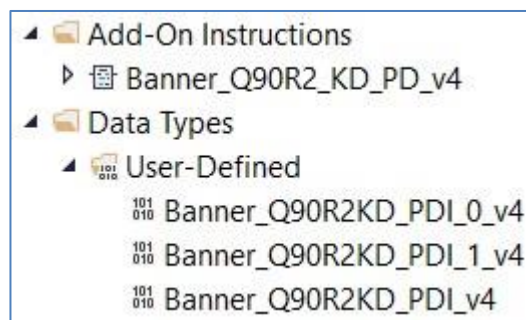 Add-On Instructions
Banner_Q90R2_KD_PD_v4
Data Types
User-Defined
Banner_Q90R2KD_PDI_0_v4
Banner_Q90R2KD_PDI_1_v4
Banner_Q90R2KD_PDI_v4